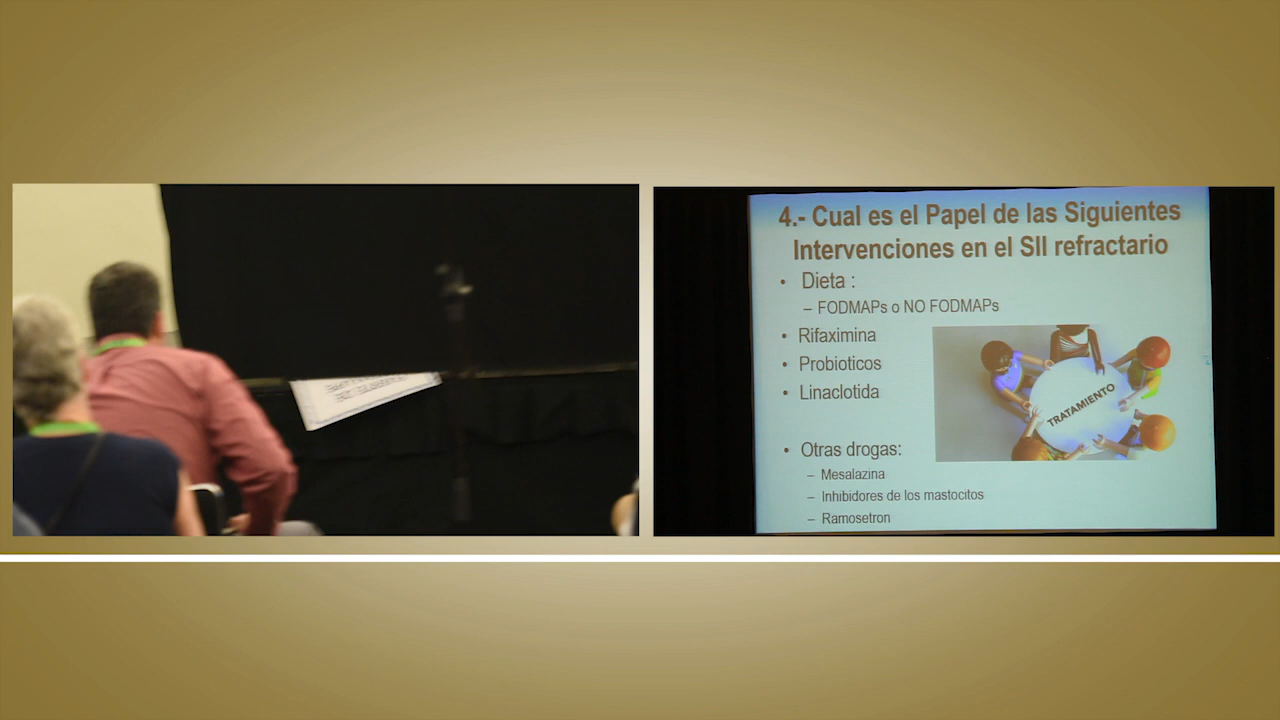 4.- Cual es el Papel de las Siguientes
Intervenciones en el SII refractario
• Dieta :
– FODMAPs o NO FODMAPs
• Rifaximina
• Probioticos
• Linaclotida
TRATAMIENTO
• Otras drogas:
– Mesalazina
– Inhibidores de los mastocitos
– Ramosetron